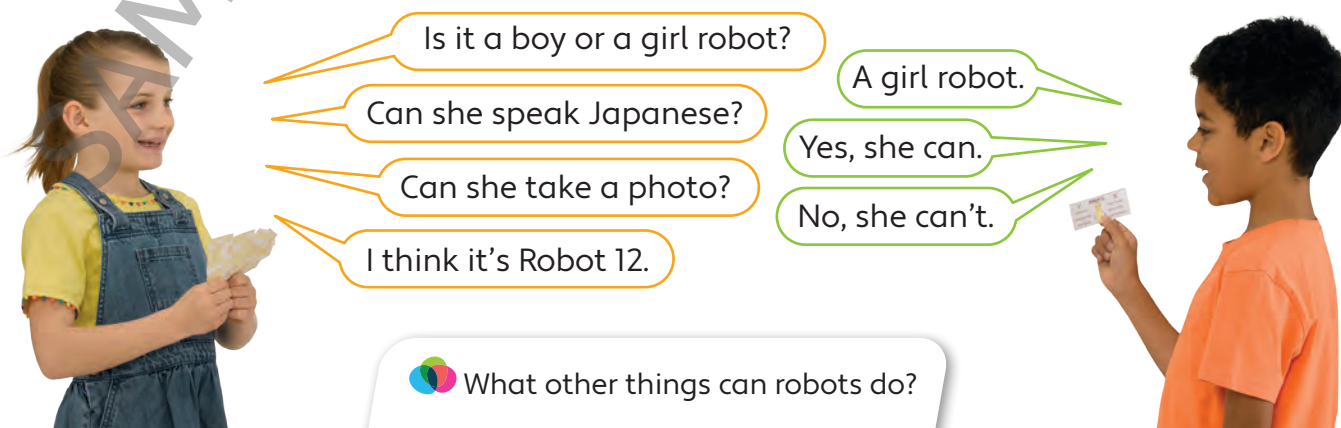 Is it a boy or a girl robot?
A girl robot.
Can she speak Japanese?
Yes, she can.
Can she take a photo?
No, she can't.
I think it's Robot 12.
What other things can robots do?